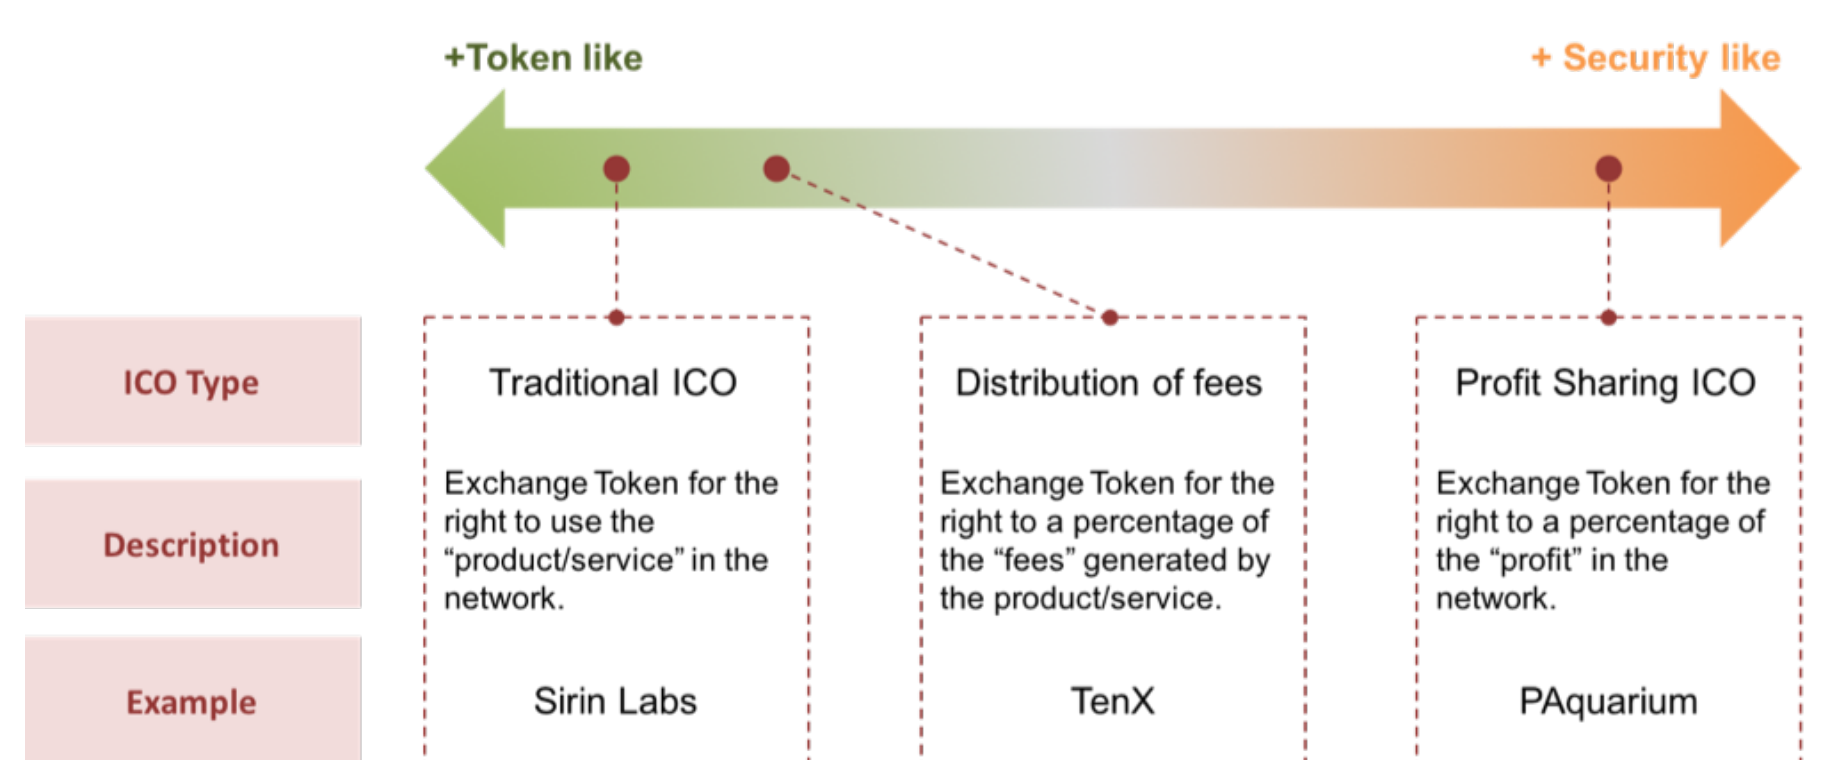 +Token like
+ Security like
ICO Type
Traditional ICO
Distribution of fees
Profit Sharing ICO
Description
Exchange Token for the
right to use the
“product/service” in the
network.
Exchange Token for the
right to a percentage of
the “fees” generated by
the product/service.
Exchange Token for the
right to a percentage of
the “profit” in the
network.
Example
Sirin Labs
TenX
PAquarium